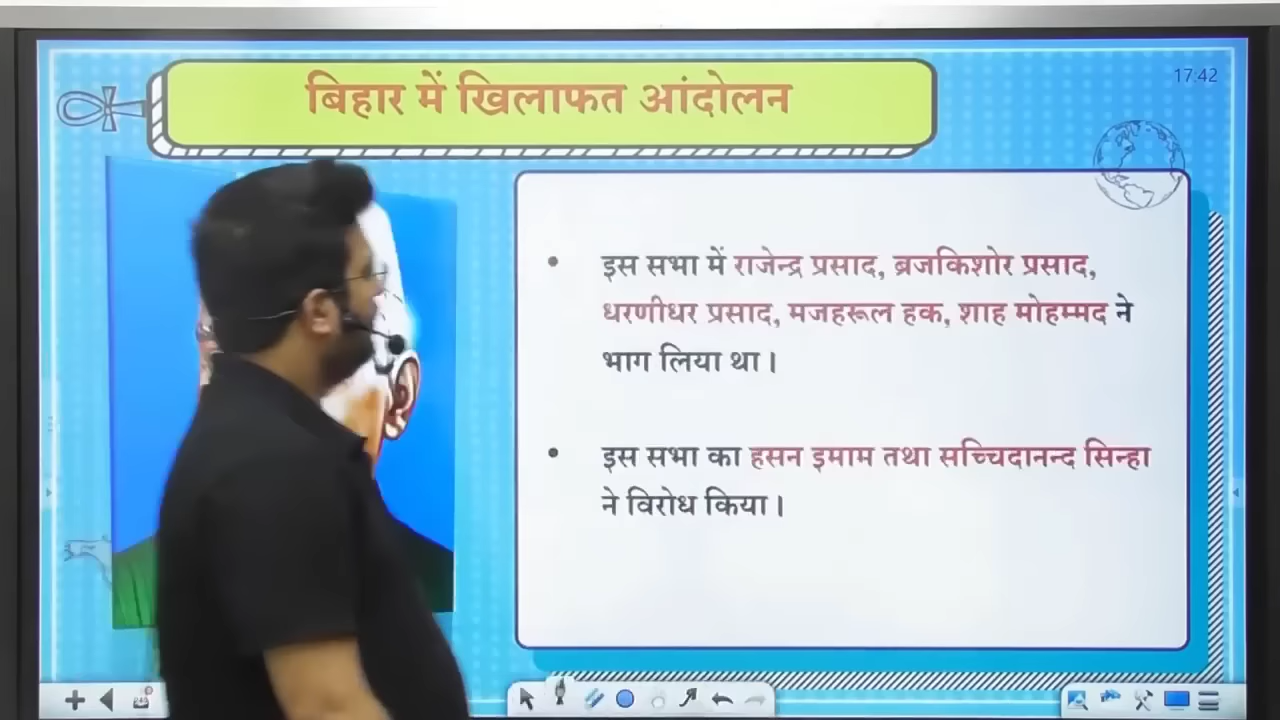 बिहार में खिलाफत आंदोलन
17:42
• इस सभा में राजेन्द्र प्रसाद, ब्रजकिशोर प्रसाद,
धरणीधर प्रसाद, मजहरूल हक, शाह मोहम्मद ने
भाग लिया था।
• इस सभा का हसन इमाम तथा सच्चिदानन्द सिन्हा
ने विरोध किया।